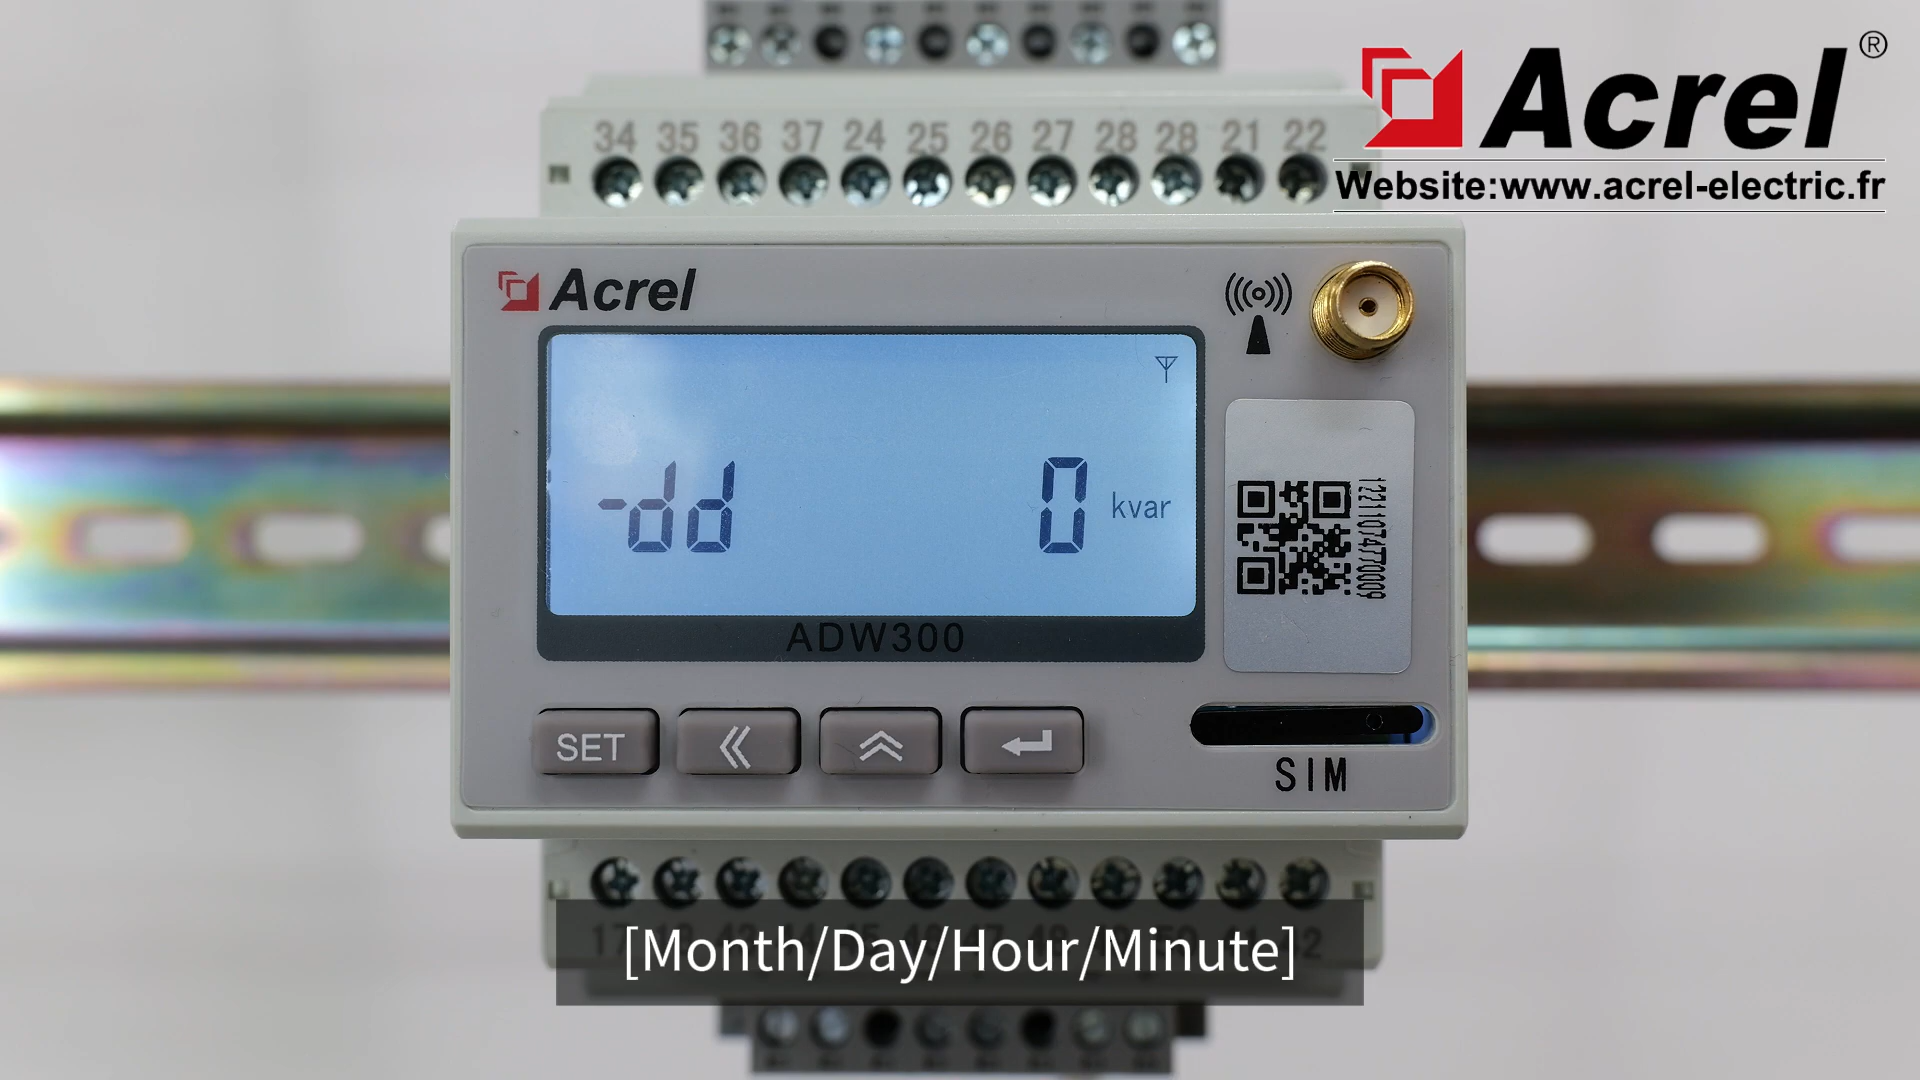 Acrel®
Website:www.acrel-electric.fr
34 35 36 37 24 25 26 27 28 28 21 22
Acrel
-dd 0 kvar
ADW300
SET
SIM
[Month/Day/Hour/Minute]